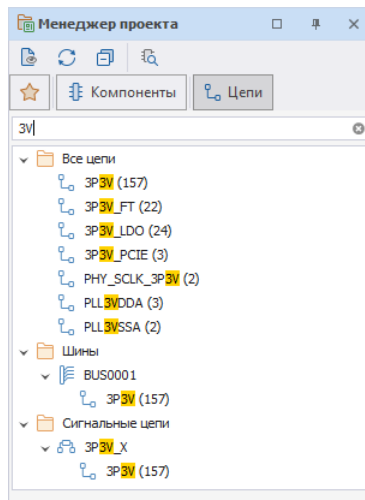 Менеджер проекта
Компоненты
Цепи
3V
Все цепи
3P3V (157)
3P3V_FT (22)
3P3V_LDO (24)
3P3V_PCIE (3)
PHY_SCLK_3P3V (2)
PLL3VDDA (3)
PLL3VSSA (2)
Шины
BUS0001
3P3V (157)
Сигнальные цепи
3P3V_X
3P3V (157)